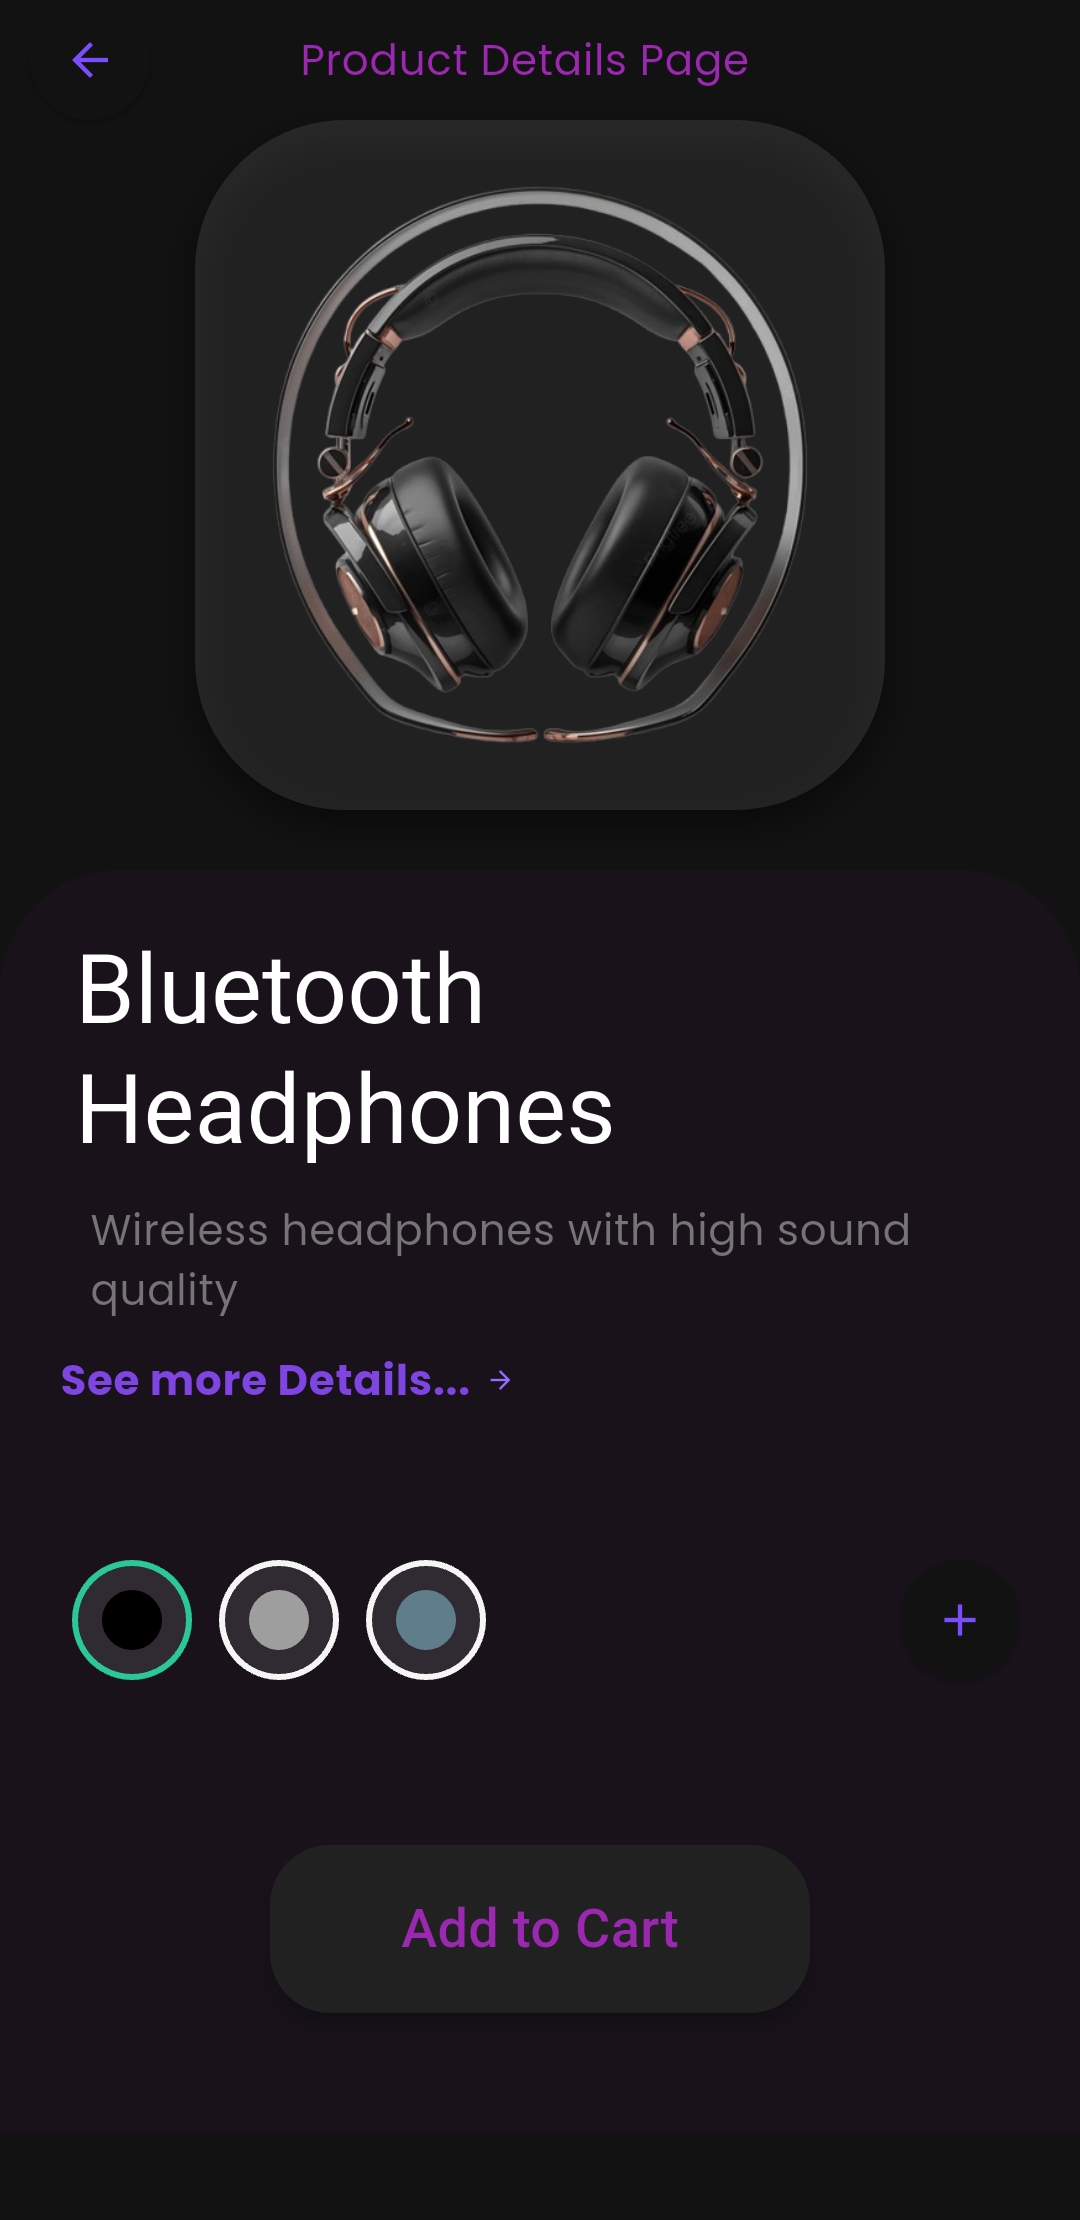 Product Details Page
Bluetooth
Headphones
Wireless headphones with high sound
quality
See more Details...
Add to Cart